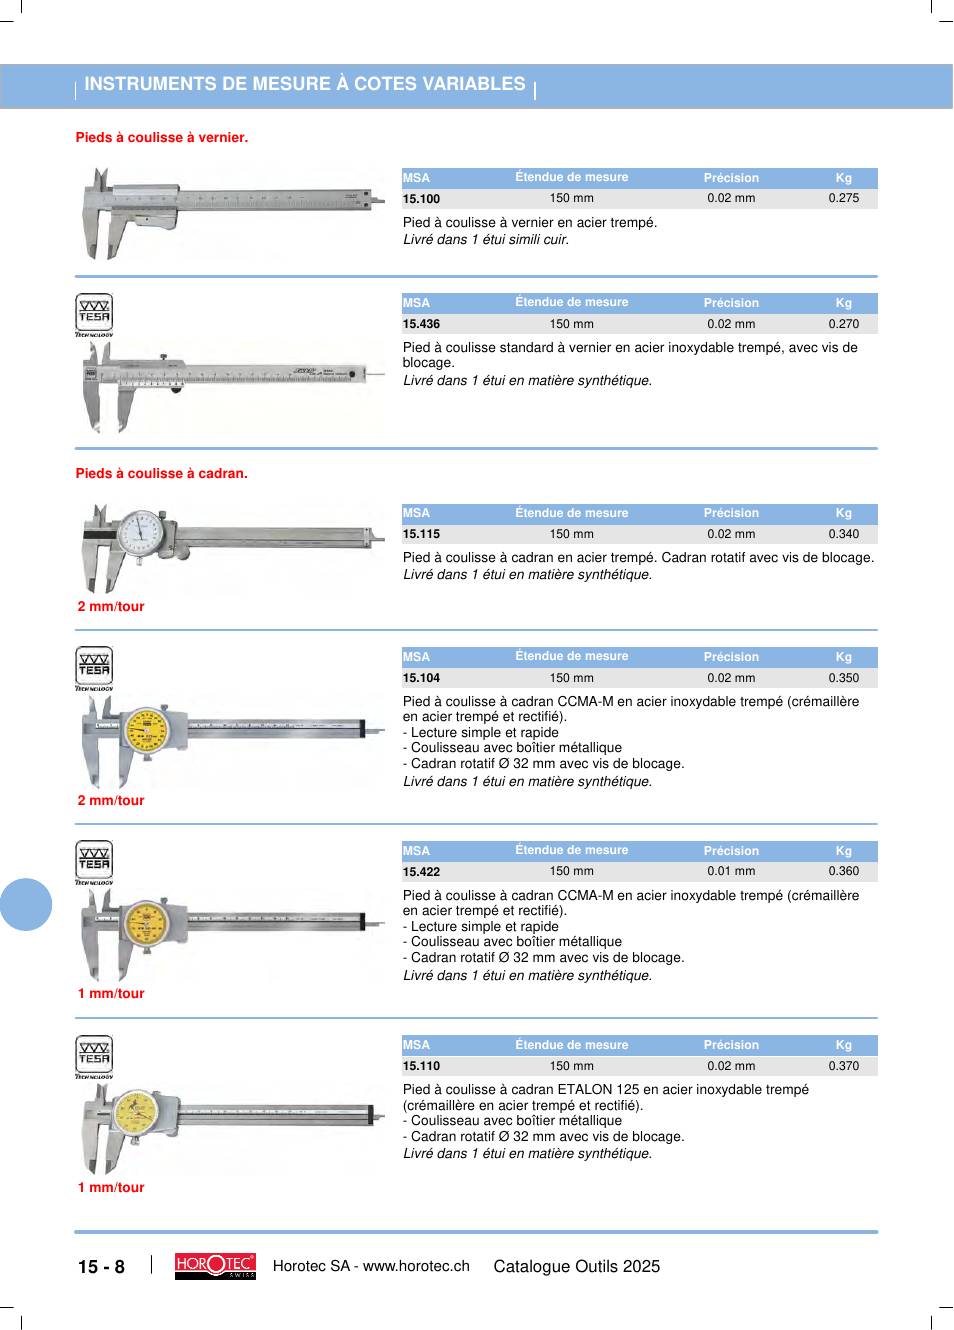 INSTRUMENTS DE MESURE À COTES VARIABLES
Pieds à coulisse à vernier.
MSA Étendue de mesure Précision Kg
15.100 150 mm 0.02 mm 0.275
Pied à coulisse à vernier en acier trempé.
Livré dans 1 étui simili cuir.
TESA
TECHNOLOGY
MSA Étendue de mesure Précision Kg
15.436 150 mm 0.02 mm 0.270
Pied à coulisse standard à vernier en acier inoxydable trempé, avec vis de
blocage.
Livré dans 1 étui en matière synthétique.
Pieds à coulisse à cadran.
MSA Étendue de mesure Précision Kg
15.115 150 mm 0.02 mm 0.340
Pied à coulisse à cadran en acier trempé. Cadran rotatif avec vis de blocage.
Livré dans 1 étui en matière synthétique.
2 mm/tour
TESA
TECHNOLOGY
MSA Étendue de mesure Précision Kg
15.104 150 mm 0.02 mm 0.350
Pied à coulisse à cadran CCMA-M en acier inoxydable trempé (crémaillère
en acier trempé et rectifié).
- Lecture simple et rapide
- Coulisseau avec boîtier métallique
- Cadran rotatif Ø 32 mm avec vis de blocage.
Livré dans 1 étui en matière synthétique.
2 mm/tour
TESA
TECHNOLOGY
MSA Étendue de mesure Précision Kg
15.422 150 mm 0.01 mm 0.360
Pied à coulisse à cadran CCMA-M en acier inoxydable trempé (crémaillère
en acier trempé et rectifié).
- Lecture simple et rapide
- Coulisseau avec boîtier métallique
- Cadran rotatif Ø 32 mm avec vis de blocage.
Livré dans 1 étui en matière synthétique.
1 mm/tour
TESA
TECHNOLOGY
MSA Étendue de mesure Précision Kg
15.110 150 mm 0.02 mm 0.370
Pied à coulisse à cadran ETALON 125 en acier inoxydable trempé
(crémaillère en acier trempé et rectifié).
- Coulisseau avec boîtier métallique
- Cadran rotatif Ø 32 mm avec vis de blocage.
Livré dans 1 étui en matière synthétique.
1 mm/tour
15 - 8 HOROTEC® SWISS Horotec SA - www.horotec.ch Catalogue Outils 2025